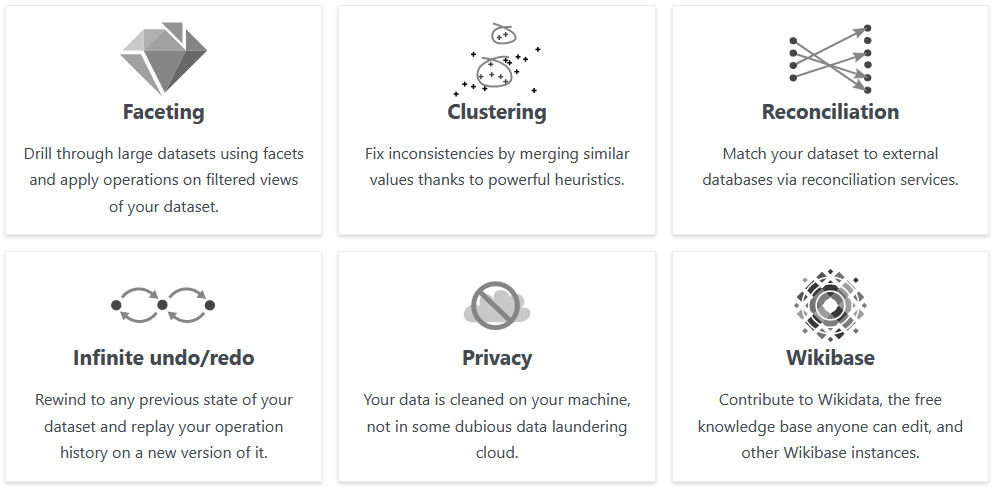 Faceting
Drill through large datasets using facets
and apply operations on filtered views
of your dataset.
Clustering
Fix inconsistencies by merging similar
values thanks to powerful heuristics.
Reconciliation
Match your dataset to external
databases via reconciliation services.
Infinite undo/redo
Rewind to any previous state of your
dataset and replay your operation
history on a new version of it.
Privacy
Your data is cleaned on your machine,
not in some dubious data laundering
cloud.
Wikibase
Contribute to Wikidata, the free
knowledge base anyone can edit, and
other Wikibase instances.